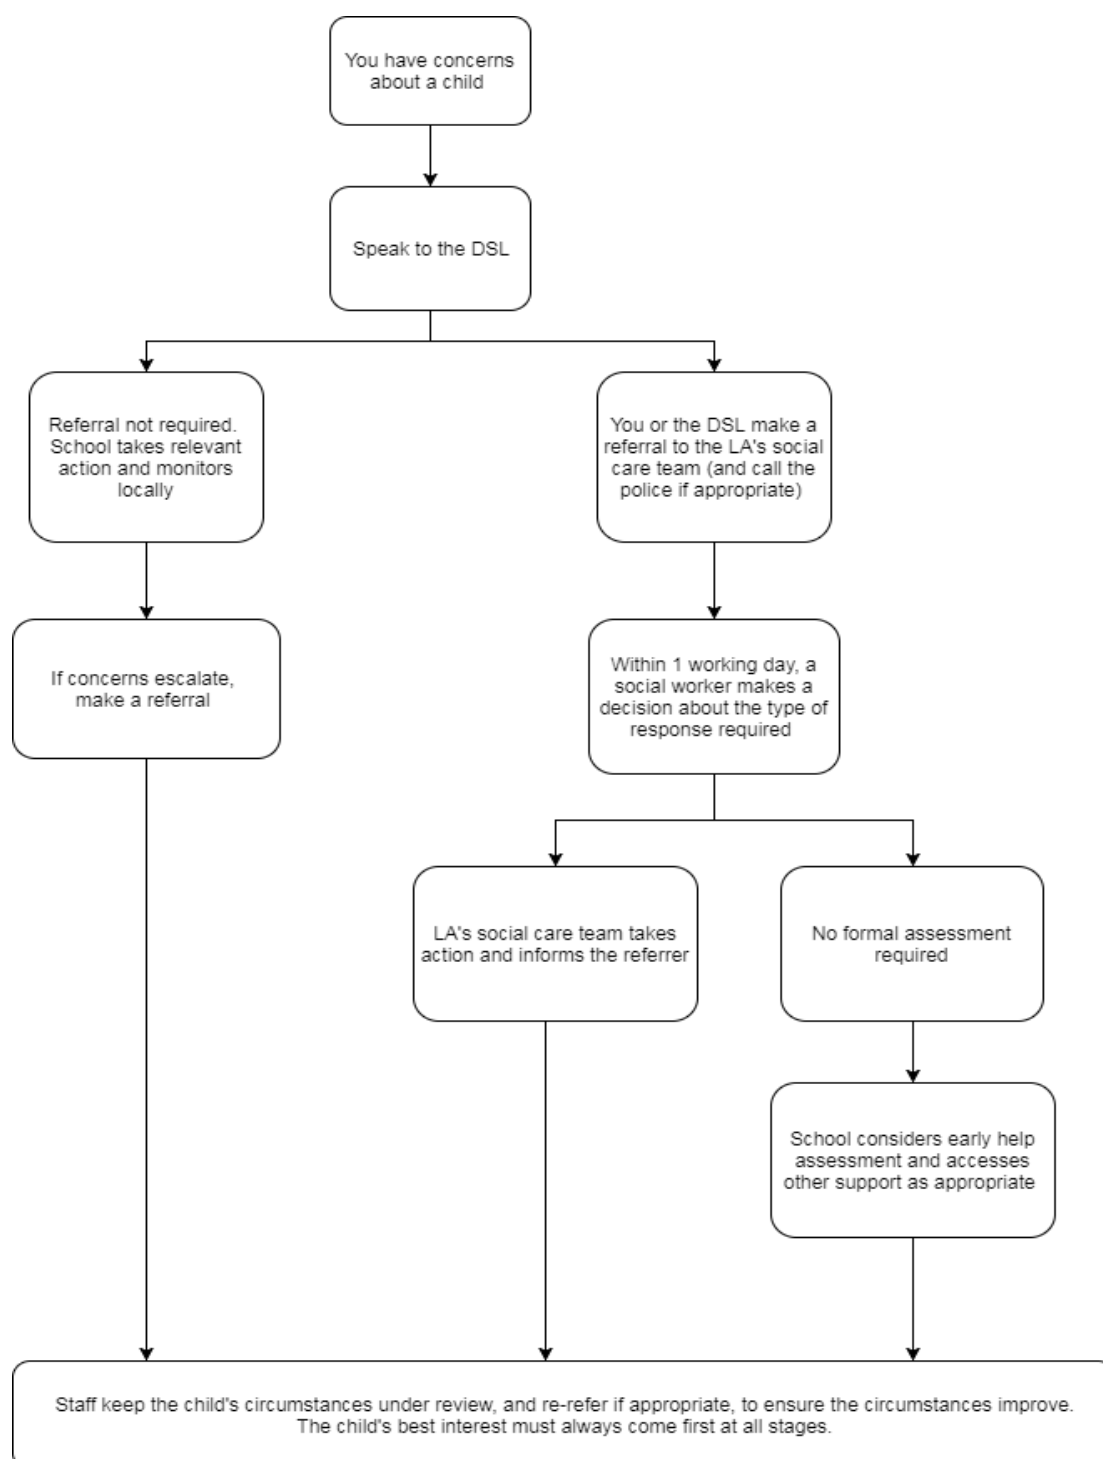 You have concerns
about a child
Speak to the DSL
Referral not required.
School takes relevant
action and monitors
locally
You or the DSL make a
referral to the LA's social
care team (and call the
police if appropriate)
If concerns escalate,
make a referral
Within 1 working day, a
social worker makes a
decision about the type of
response required
LA's social care team takes
action and informs the referrer
No formal assessment
required
School considers early help
assessment and accesses
other support as appropriate
Staff keep the child's circumstances under review, and re-refer if appropriate, to ensure the circumstances improve.
The child's best interest must always come first at all stages.